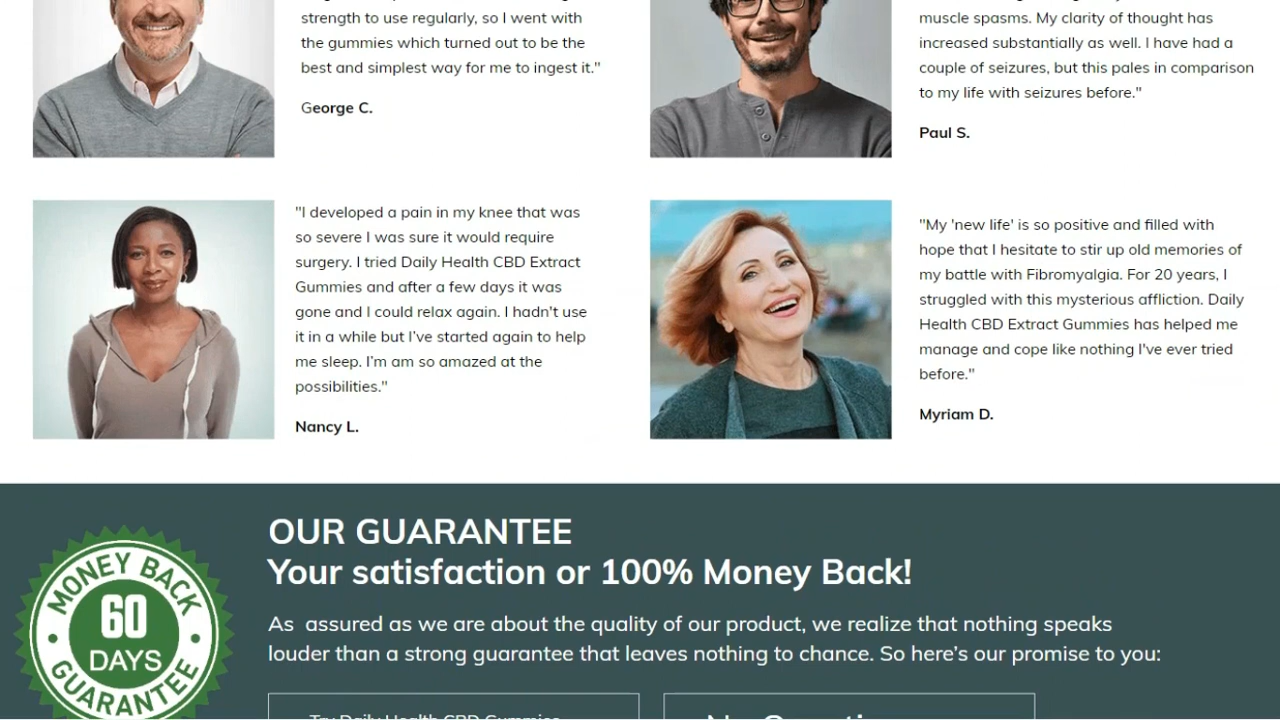 strength to use regularly, so I went with
the gummies which turned out to be the
best and simplest way for me to ingest it."
George C.
muscle spasms. My clarity of thought has
increased substantially as well. I have had a
couple of seizures, but this pales in comparison
to my life with seizures before."
Paul S.
"I developed a pain in my knee that was
so severe I was sure it would require
surgery. I tried Daily Health CBD Extract
Gummies and after a few days it was
gone and I could relax again. I hadn't use
it in a while but I've started again to help
me sleep. I'm am so amazed at the
possibilities."
Nancy L.
"My 'new life' is so positive and filled with
hope that I hesitate to stir up old memories of
my battle with Fibromyalgia. For 20 years, I
struggled with this mysterious affliction. Daily
Health CBD Extract Gummies has helped me
manage and cope like nothing I've ever tried
before."
Myriam D.
MONEY BACK
60
DAYS
GUARANTEE
OUR GUARANTEE
Your satisfaction or 100% Money Back!
As  assured as we are about the quality of our product, we realize that nothing speaks
louder than a strong guarantee that leaves nothing to chance. So here's our promise to you:
Try Daily Health CBD Gummies